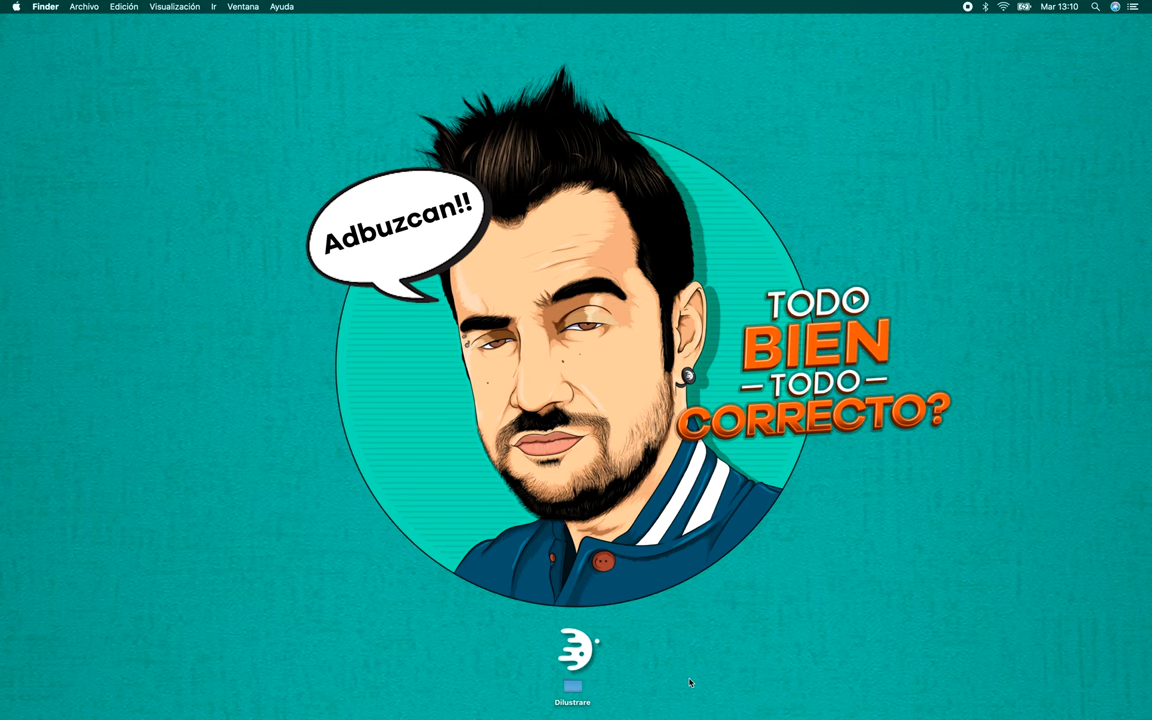 Finder Archivo Edición Visualización Ir Ventana Ayuda
Mar 13:10
Adbuzcan!!
TODO
BIEN
—TODO—
CORRECTO?
Dilustrare